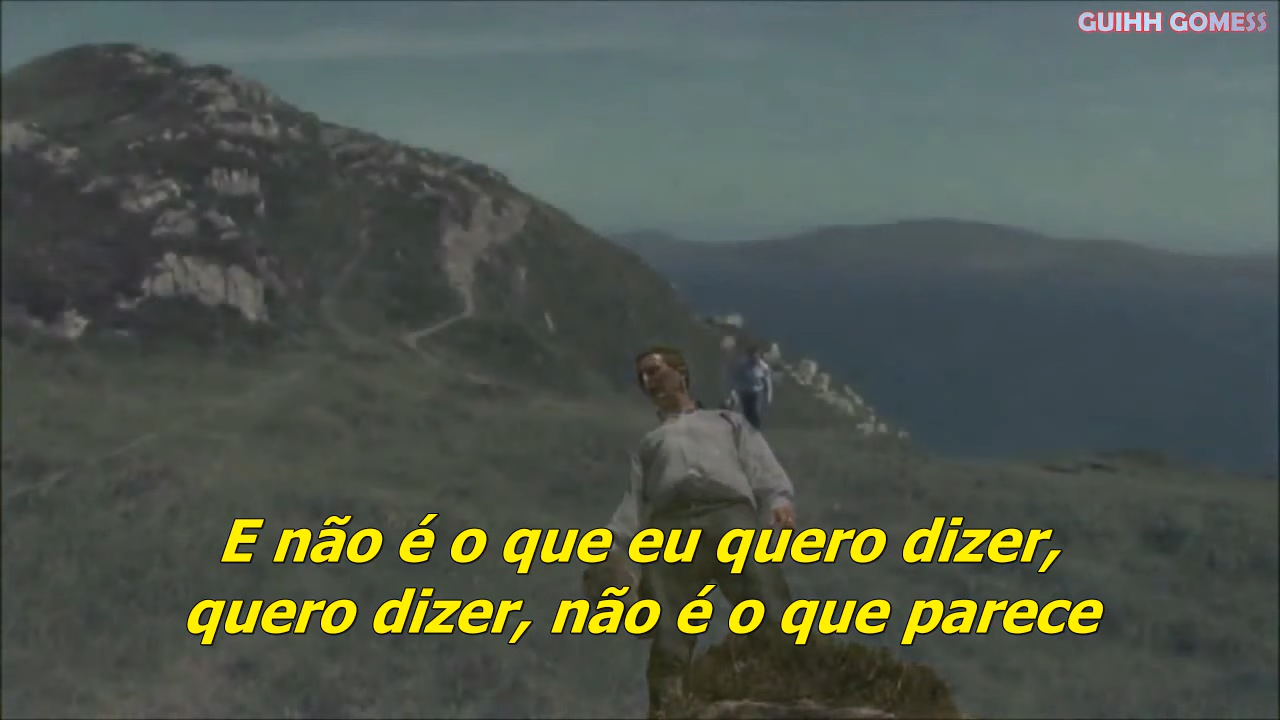 GUIHH GOMESS
E não é o que eu quero dizer,
quero dizer, não é o que parece